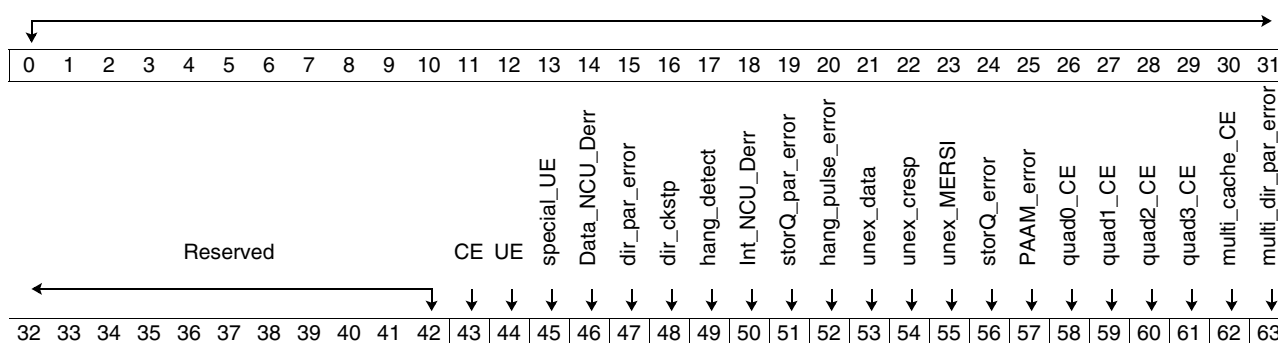 0 1 2 3 4 5 6 7 8 9 10 11 12 13 14 15 16 17 18 19 20 21 22 23 24 25 26 27 28 29 30 31
Reserved
CE
UE
special_UE
Data_NCU_Derr
dir_par_error
dir_ckstp
hang_detect
Int_NCU_Derr
storQ_par_error
hang_pulse_error
unex_data
unex_cresp
unex_MERSI
storQ_error
PAAM_error
quad0_CE
quad1_CE
quad2_CE
quad3_CE
multi_cache_CE
multi_dir_par_error
32 33 34 35 36 37 38 39 40 41 42 43 44 45 46 47 48 49 50 51 52 53 54 55 56 57 58 59 60 61 62 63